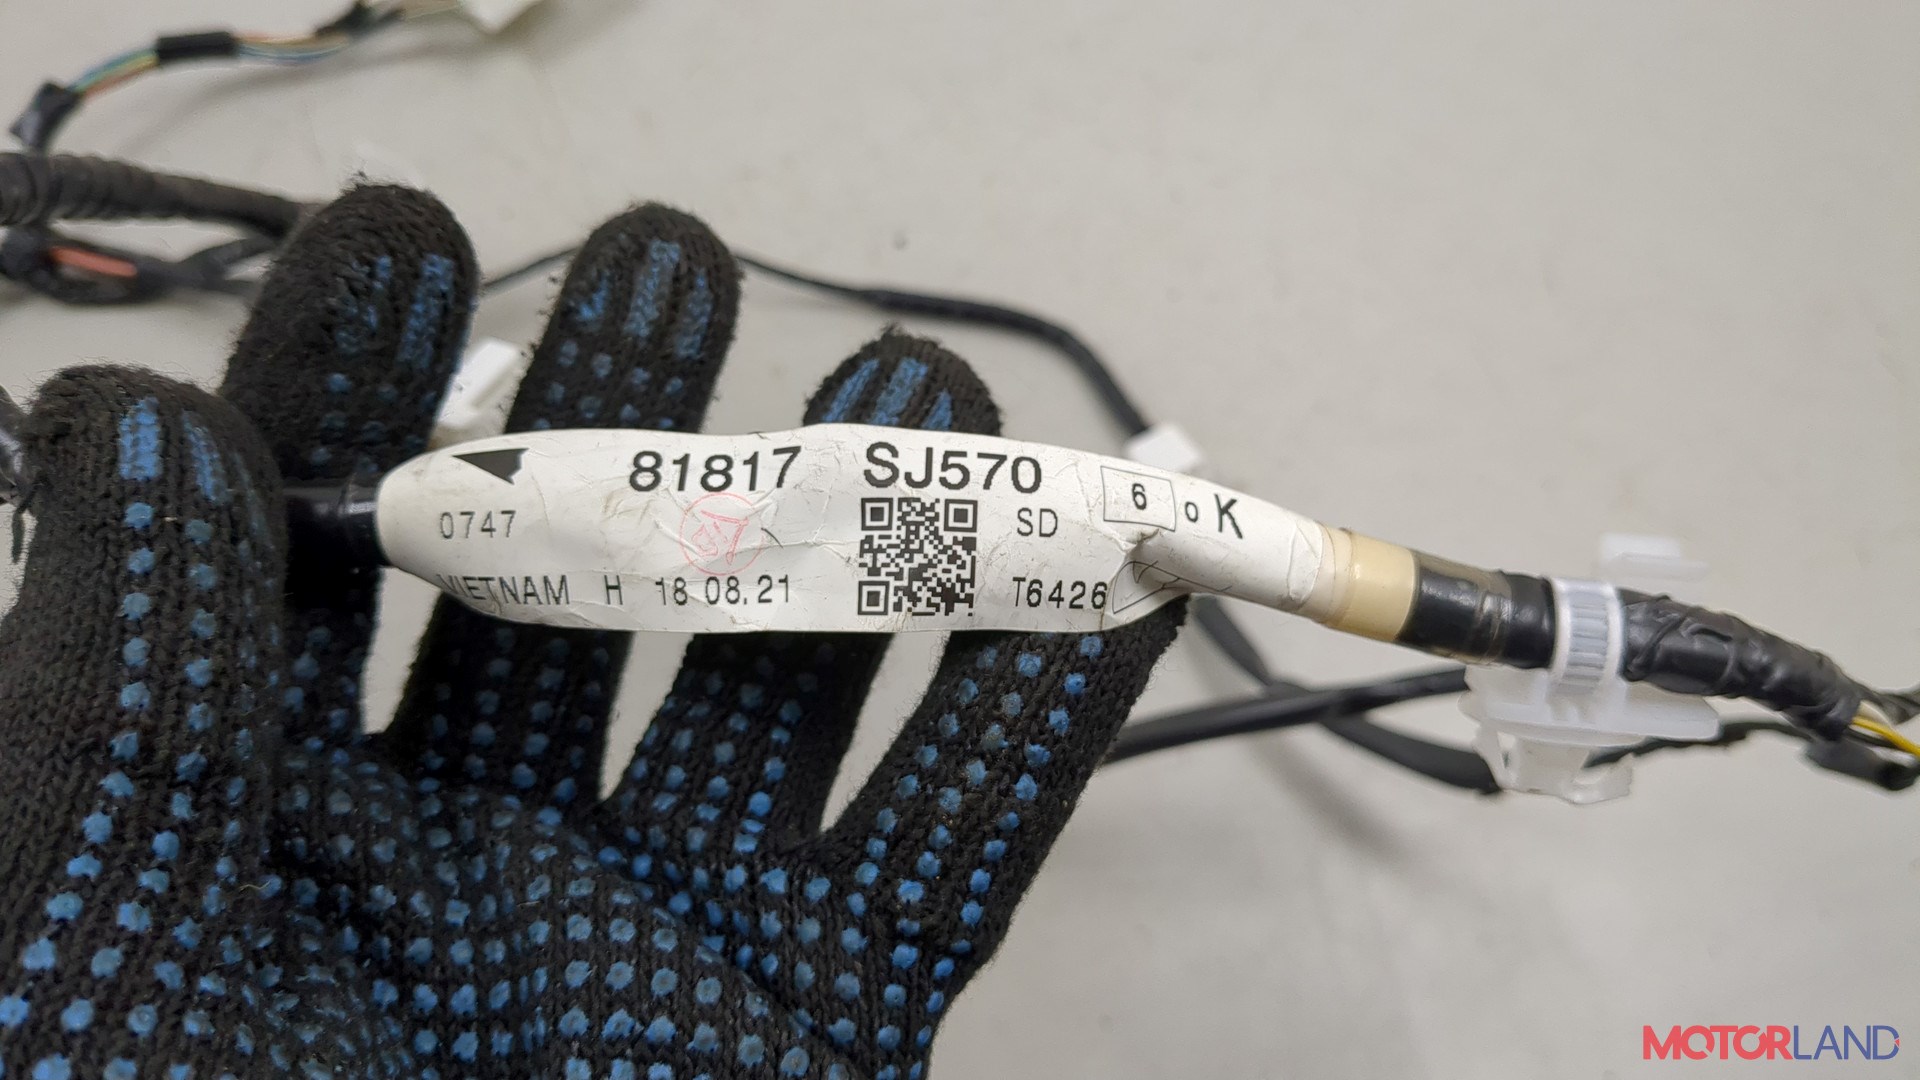 81817 SJ570
6 o K
0747 SD
VIETNAM H 18 08.21 T6426
MOTORLAND